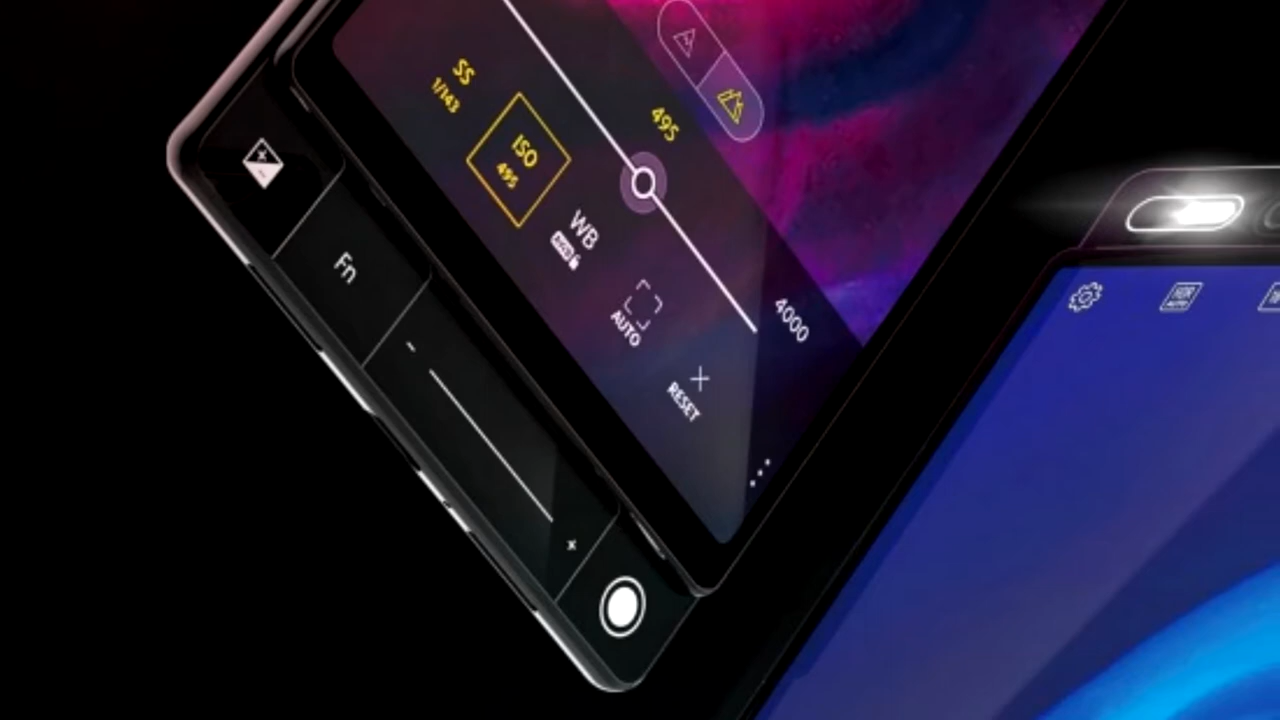 SS
1/143
ISO
495
WB
AUTO
RESET
495
4000
Fn
-
+